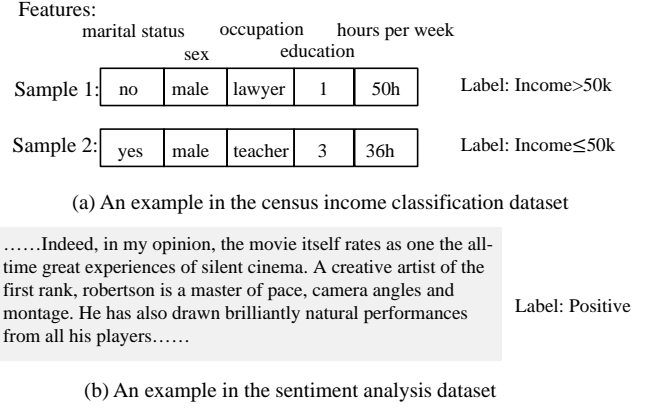 Features:
marital status occupation hours per week
sex education
Sample 1: no male lawyer 1 50h Label: Income>50k
Sample 2: yes male teacher 3 36h Label: Income≤50k
(a) An example in the census income classification dataset
……Indeed, in my opinion, the movie itself rates as one the all-
time great experiences of silent cinema. A creative artist of the
first rank, robertson is a master of pace, camera angles and
montage. He has also drawn brilliantly natural performances
from all his players……
Label: Positive
(b) An example in the sentiment analysis dataset